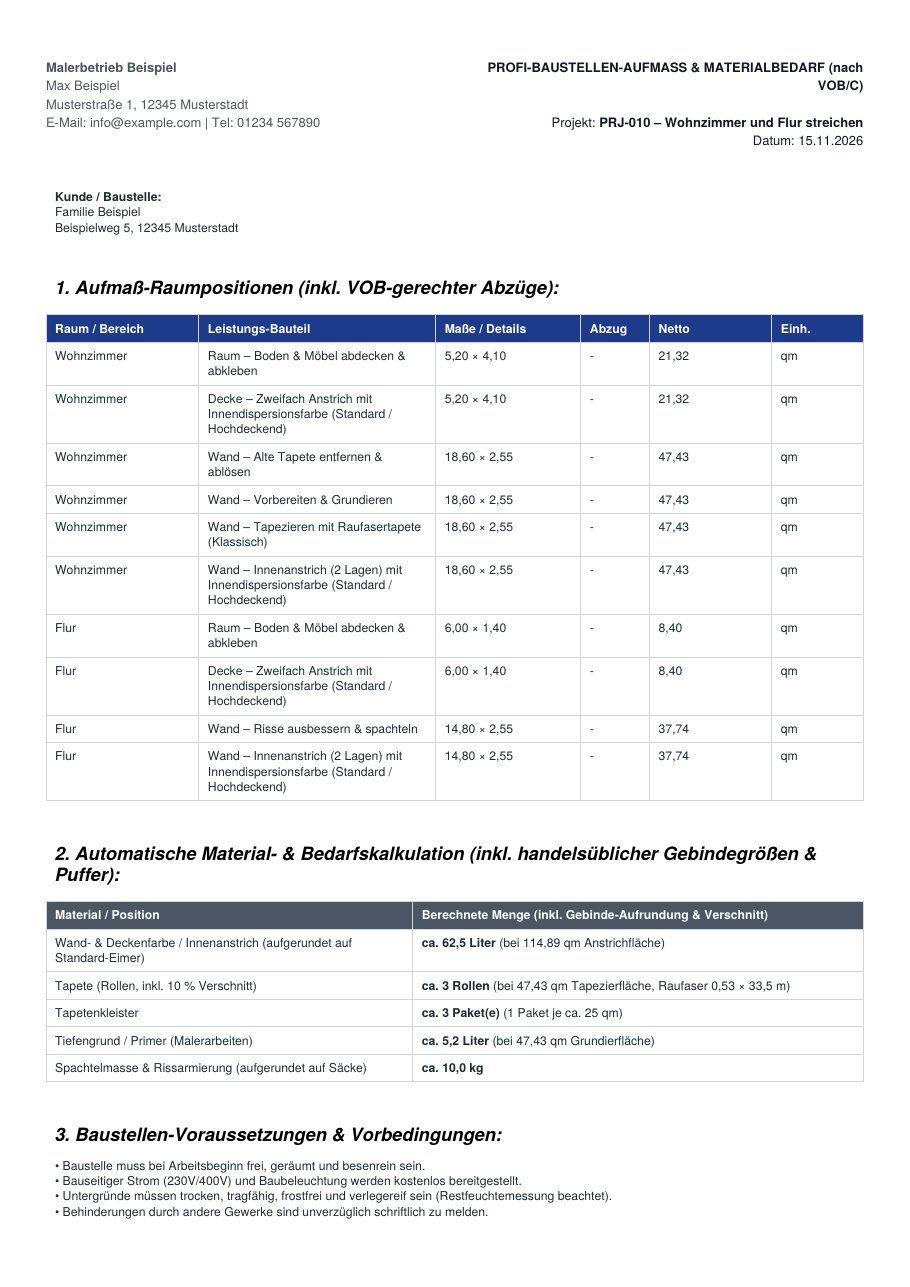 Malerbetrieb Beispiel
Max Beispiel
Musterstraße 1, 12345 Musterstadt
E-Mail: info@example.com | Tel: 01234 567890
PROFI-BAUSTELLEN-AUFMASS & MATERIALBEDARF (nach
VOB/C)
Projekt: PRJ-010 – Wohnzimmer und Flur streichen
Datum: 15.11.2026
Kunde / Baustelle:
Familie Beispiel
Beispielweg 5, 12345 Musterstadt
1. Aufmaß-Raumpositionen (inkl. VOB-gerechter Abzüge):
Raum / Bereich Leistungs-Bauteil Maße / Details Abzug Netto Einh.
Wohnzimmer Raum – Boden & Möbel abdecken & 5,20 × 4,10 - 21,32 qm
abkleben
Wohnzimmer Decke – Zweifach Anstrich mit 5,20 × 4,10 - 21,32 qm
Innendispersionsfarbe (Standard /
Hochdeckend)
Wohnzimmer Wand – Alte Tapete entfernen & 18,60 × 2,55 - 47,43 qm
ablösen
Wohnzimmer Wand – Vorbereiten & Grundieren 18,60 × 2,55 - 47,43 qm
Wohnzimmer Wand – Tapezieren mit Raufasertapete 18,60 × 2,55 - 47,43 qm
(Klassisch)
Wohnzimmer Wand – Innenanstrich (2 Lagen) mit 18,60 × 2,55 - 47,43 qm
Innendispersionsfarbe (Standard /
Hochdeckend)
Flur Raum – Boden & Möbel abdecken & 6,00 × 1,40 - 8,40 qm
abkleben
Flur Decke – Zweifach Anstrich mit 6,00 × 1,40 - 8,40 qm
Innendispersionsfarbe (Standard /
Hochdeckend)
Flur Wand – Risse ausbessern & spachteln 14,80 × 2,55 - 37,74 qm
Flur Wand – Innenanstrich (2 Lagen) mit 14,80 × 2,55 - 37,74 qm
Innendispersionsfarbe (Standard /
Hochdeckend)
2. Automatische Material- & Bedarfskalkulation (inkl. handelsüblicher Gebindegrößen &
Puffer):
Material / Position Berechnete Menge (inkl. Gebinde-Aufrundung & Verschnitt)
Wand- & Deckenfarbe / Innenanstrich (aufgerundet auf ca. 62,5 Liter (bei 114,89 qm Anstrichfläche)
Standard-Eimer)
Tapete (Rollen, inkl. 10 % Verschnitt) ca. 3 Rollen (bei 47,43 qm Tapezierfläche, Raufaser 0,53 × 33,5 m)
Tapetenkleister ca. 3 Paket(e) (1 Paket je ca. 25 qm)
Tiefengrund / Primer (Malerarbeiten) ca. 5,2 Liter (bei 47,43 qm Grundierfläche)
Spachtelmasse & Rissarmierung (aufgerundet auf Säcke) ca. 10,0 kg
3. Baustellen-Voraussetzungen & Vorbedingungen:
• Baustelle muss bei Arbeitsbeginn frei, geräumt und besenrein sein.
• Bauseitiger Strom (230V/400V) und Baubeleuchtung werden kostenlos bereitgestellt.
• Untergründe müssen trocken, tragfähig, frostfrei und verlegereif sein (Restfeuchtemessung beachtet).
• Behinderungen durch andere Gewerke sind unverzüglich schriftlich zu melden.